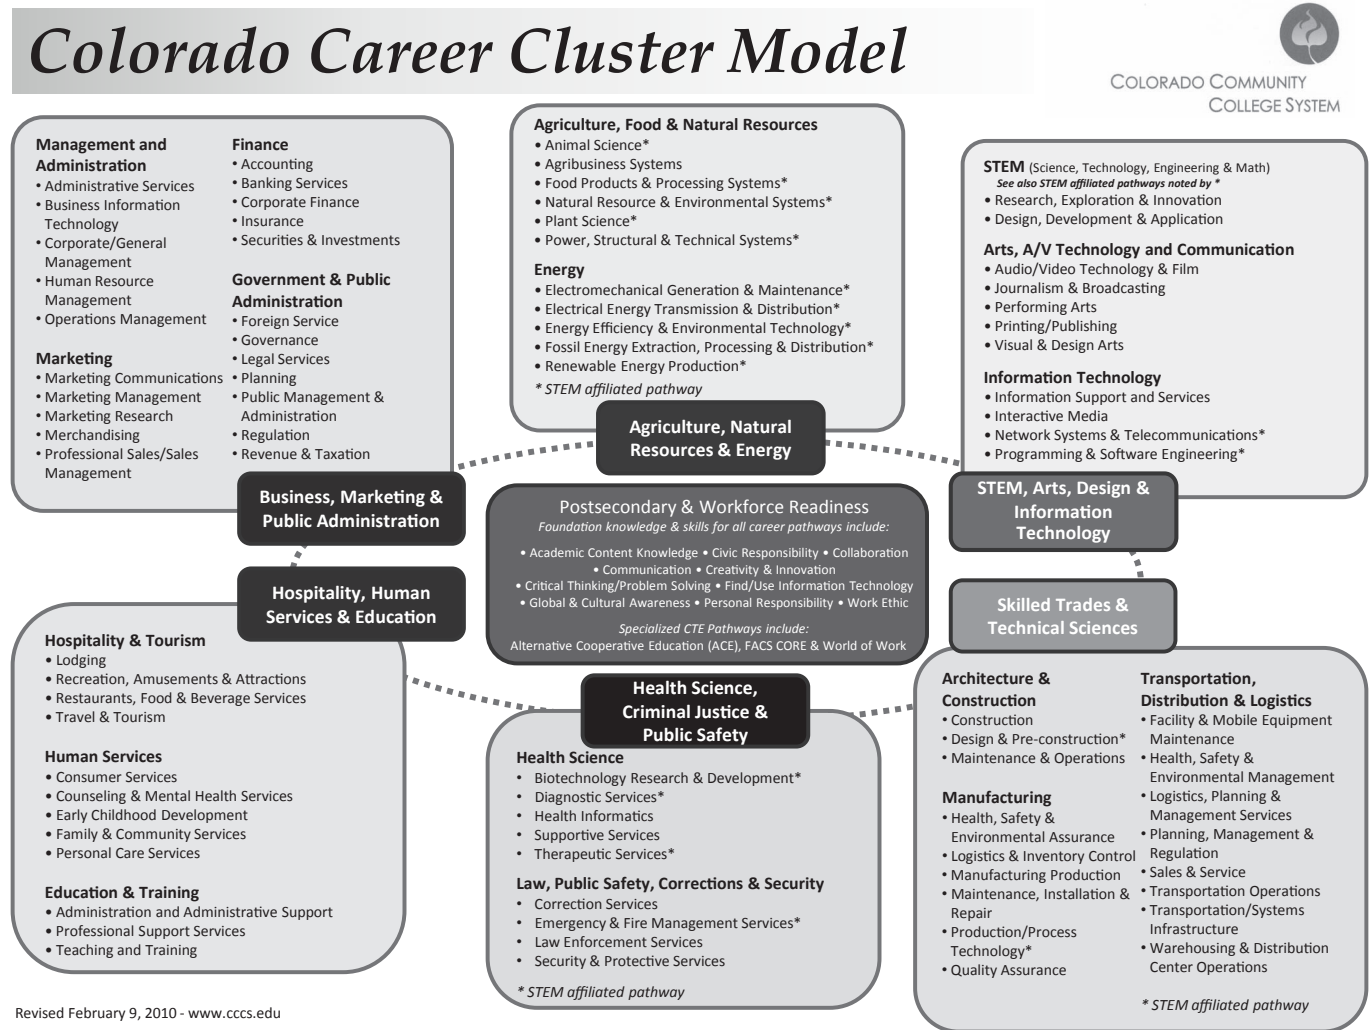 Colorado Career Cluster Model
COLORADO COMMUNITY
COLLEGE SYSTEM
Management and
Administration
• Administrative Services
• Business Information
Technology
• Corporate/General
Management
• Human Resource
Management
• Operations Management
Marketing
• Marketing Communications
• Marketing Management
• Marketing Research
• Merchandising
• Professional Sales/Sales
Management
Finance
• Accounting
• Banking Services
• Corporate Finance
• Insurance
• Securities & Investments
Government & Public
Administration
• Foreign Service
• Governance
• Legal Services
• Planning
• Public Management &
Administration
• Regulation
• Revenue & Taxation
Business, Marketing &
Public Administration
Agriculture, Food & Natural Resources
• Animal Science*
• Agribusiness Systems
• Food Products & Processing Systems*
• Natural Resource & Environmental Systems*
• Plant Science*
• Power, Structural & Technical Systems*
Energy
• Electromechanical Generation & Maintenance*
• Electrical Energy Transmission & Distribution*
• Energy Efficiency & Environmental Technology*
• Fossil Energy Extraction, Processing & Distribution*
• Renewable Energy Production*
* STEM affiliated pathway
Agriculture, Natural
Resources & Energy
STEM (Science, Technology, Engineering & Math)
See also STEM affiliated pathways noted by *
• Research, Exploration & Innovation
• Design, Development & Application
Arts, A/V Technology and Communication
• Audio/Video Technology & Film
• Journalism & Broadcasting
• Performing Arts
• Printing/Publishing
• Visual & Design Arts
Information Technology
• Information Support and Services
• Interactive Media
• Network Systems & Telecommunications*
• Programming & Software Engineering*
STEM, Arts, Design &
Information
Technology
Postsecondary & Workforce Readiness
Foundation knowledge & skills for all career pathways include:
• Academic Content Knowledge • Civic Responsibility • Collaboration
• Communication • Creativity & Innovation
• Critical Thinking/Problem Solving • Find/Use Information Technology
• Global & Cultural Awareness • Personal Responsibility • Work Ethic
Specialized CTE Pathways include:
Alternative Cooperative Education (ACE), FACS CORE & World of Work
Hospitality, Human
Services & Education
Hospitality & Tourism
• Lodging
• Recreation, Amusements & Attractions
• Restaurants, Food & Beverage Services
• Travel & Tourism
Human Services
• Consumer Services
• Counseling & Mental Health Services
• Early Childhood Development
• Family & Community Services
• Personal Care Services
Education & Training
• Administration and Administrative Support
• Professional Support Services
• Teaching and Training
Health Science,
Criminal Justice &
Public Safety
Health Science
• Biotechnology Research & Development*
• Diagnostic Services*
• Health Informatics
• Supportive Services
• Therapeutic Services*
Law, Public Safety, Corrections & Security
• Correction Services
• Emergency & Fire Management Services*
• Law Enforcement Services
• Security & Protective Services
* STEM affiliated pathway
Skilled Trades &
Technical Sciences
Architecture &
Construction
• Construction
• Design & Pre-construction*
• Maintenance & Operations
Manufacturing
• Health, Safety &
Environmental Assurance
• Logistics & Inventory Control
• Manufacturing Production
• Maintenance, Installation &
Repair
• Production/Process
Technology*
• Quality Assurance
Transportation,
Distribution & Logistics
• Facility & Mobile Equipment
Maintenance
• Health, Safety &
Environmental Management
• Logistics, Planning &
Management Services
• Planning, Management &
Regulation
• Sales & Service
• Transportation Operations
• Transportation/Systems
Infrastructure
• Warehousing & Distribution
Center Operations
* STEM affiliated pathway
Revised February 9, 2010 - www.cccs.edu